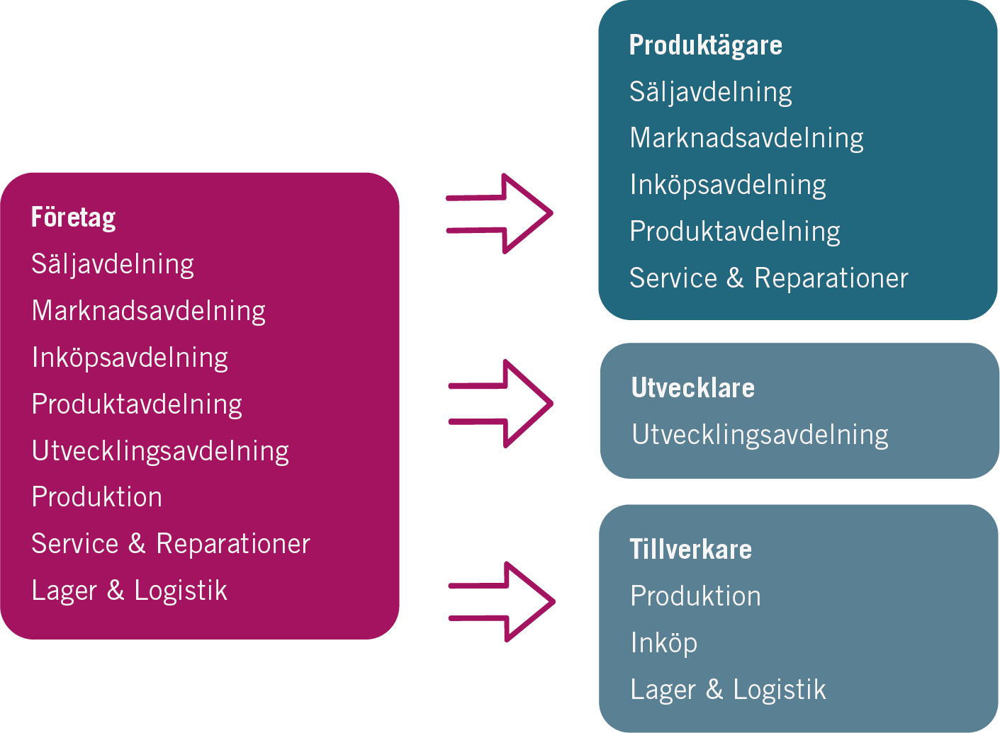 Företag
Säljavdelning
Marknadsavdelning
Inköpsavdelning
Produktavdelning
Utvecklingsavdelning
Produktion
Service & Reparationer
Lager & Logistik
Produktägare
Säljavdelning
Marknadsavdelning
Inköpsavdelning
Produktavdelning
Service & Reparationer
Utvecklare
Utvecklingsavdelning
Tillverkare
Produktion
Inköp
Lager & Logistik